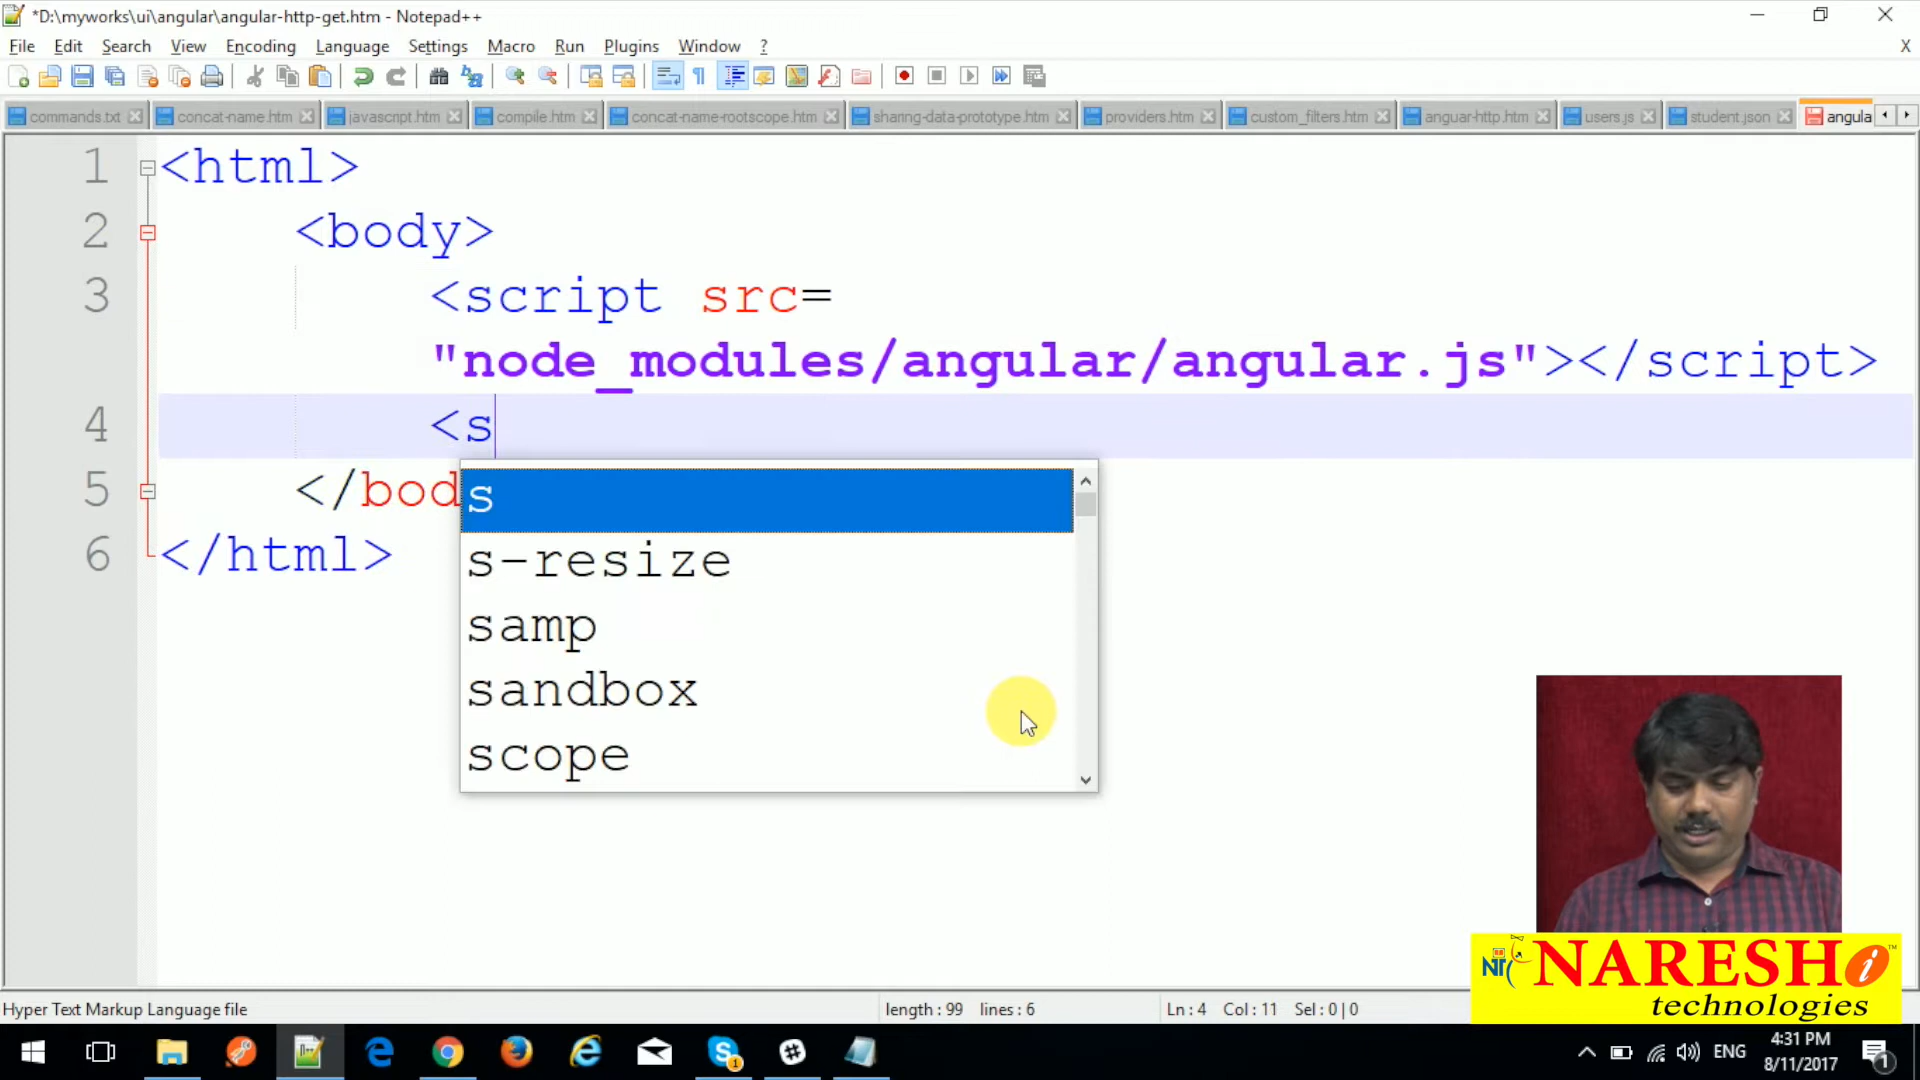 *D:\myworks\ui\angular\angular-http-get.htm - Notepad++
File Edit Search View Encoding Language Settings Macro Run Plugins Window ? X
commands.txt concat-name.htm javascript.htm compile.htm concat-name-rootscope.htm sharing-data-prototype.htm providers.htm custom_filters.htm anguar-http.htm users.js student.json angula
1 <html>
2 <body>
3 <script src=
"node_modules/angular/angular.js"></script>
4 <s
5 </bod
6 </html>
s
s-resize
samp
sandbox
scope
NARESH i
technologies
Hyper Text Markup Language file length : 99 lines : 6 Ln : 4 Col : 11 Sel : 0 | 0
ENG
4:31 PM
8/11/2017
1
1